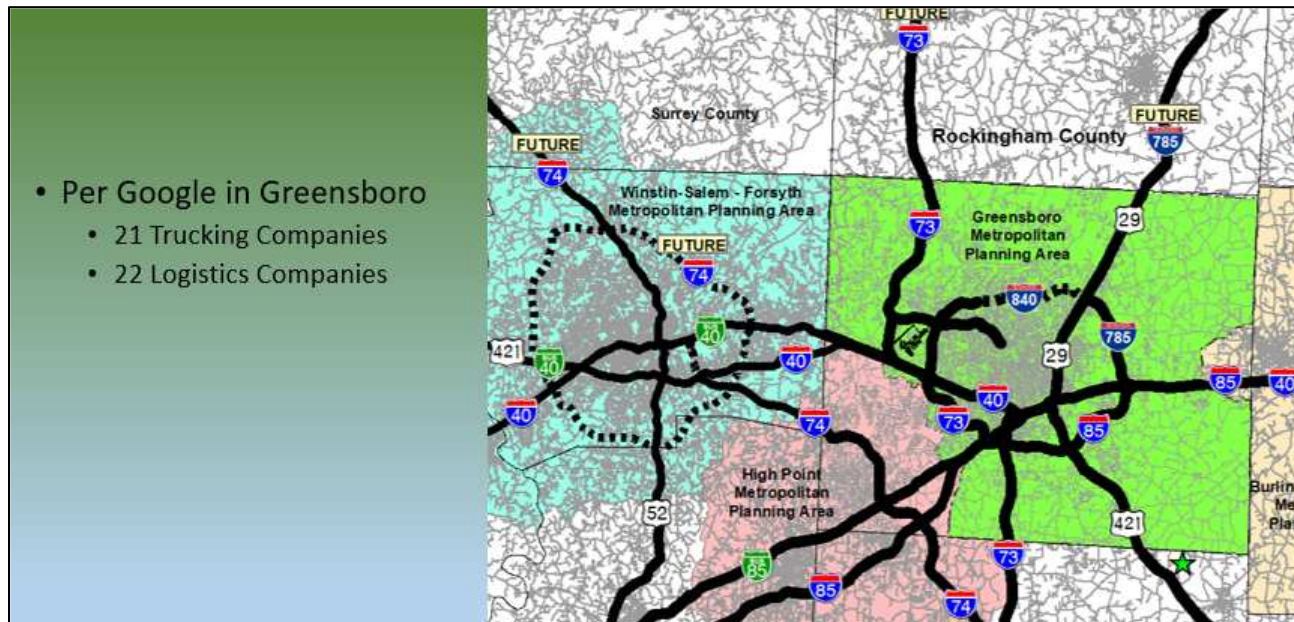 • Per Google in Greensboro
• 21 Trucking Companies
• 22 Logistics Companies
FUTURE
73
Surrey County
Rockingham County
FUTURE
785
FUTURE
74
Winstin-Salem - Forsyth
Metropolitan Planning Area
73
Greensboro
Metropolitan
Planning Area
29
FUTURE
74
840
40
785
421
40
40
29
85
40
40
40
74
73
85
High Point
Metropolitan
Planning Area
52
421
73
85
85
74